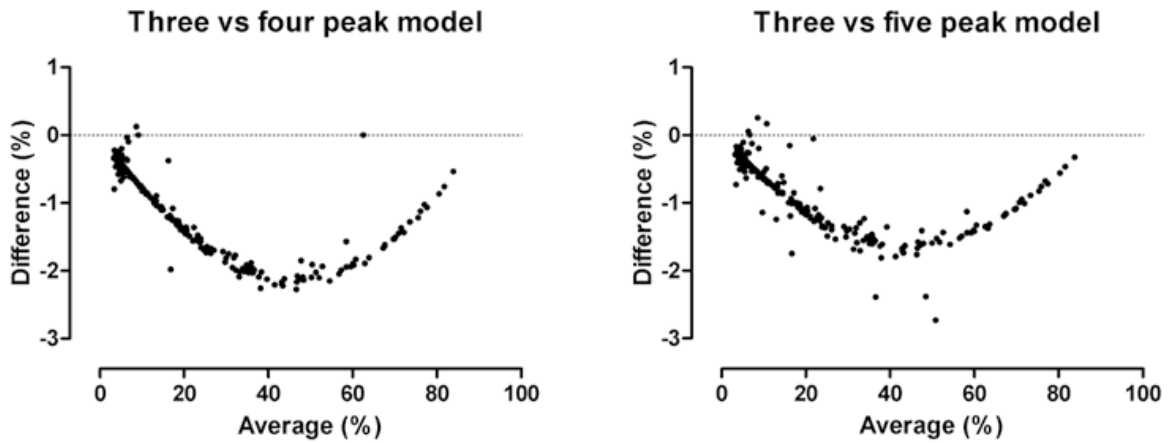 Three vs four peak model
1
0
-1
-2
-3
Difference (%)
0 20 40 60 80 100
Average (%)
Three vs five peak model
1
0
-1
-2
-3
Difference (%)
0 20 40 60 80 100
Average (%)